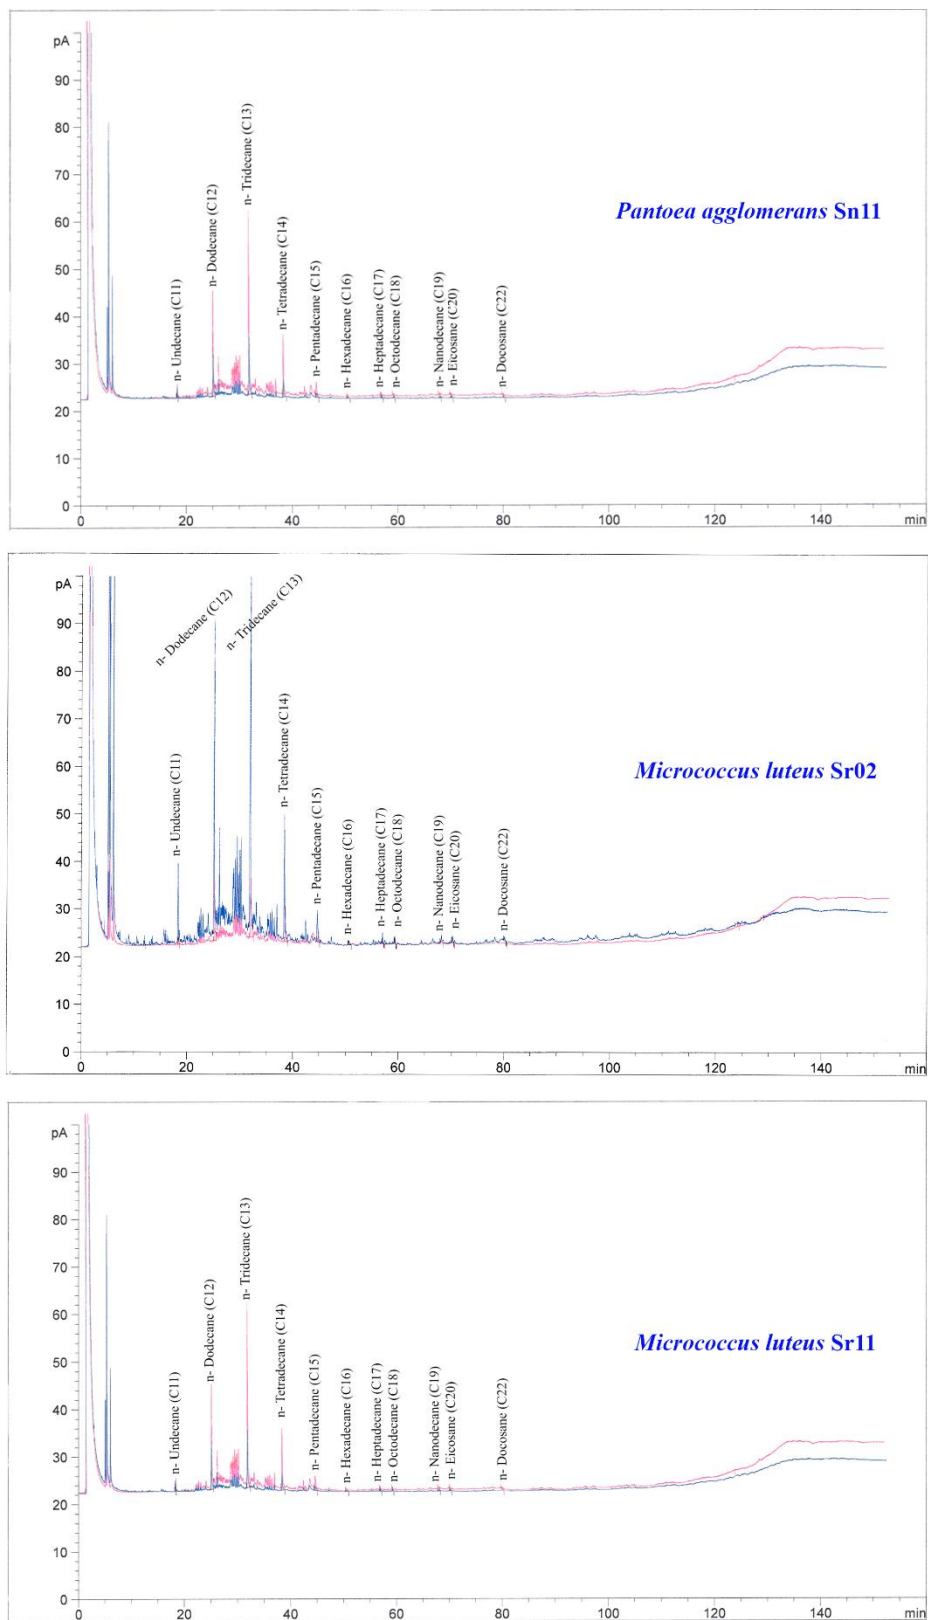 pA
90
80
70
60
50
40
30
20
10
0
n- Undecane (C11)
n- Dodecane (C12)
n- Tridecane (C13)
n- Tetradecane (C14)
n- Pentadecane (C15)
n- Hexadecane (C16)
n- Heptadecane (C17)
n- Octodecane (C18)
n- Nanodecane (C19)
n- Eicosane (C20)
n- Docosane (C22)
Pantoea agglomerans Sn11
0 20 40 60 80 100 120 140 min
pA
90
80
70
60
50
40
30
20
10
0
n- Undecane (C11)
n- Dodecane (C12)
n- Tridecane (C13)
n- Tetradecane (C14)
n- Pentadecane (C15)
n- Hexadecane (C16)
n- Heptadecane (C17)
n- Octodecane (C18)
n- Nanodecane (C19)
n- Eicosane (C20)
n- Docosane (C22)
Micrococcus luteus Sr02
0 20 40 60 80 100 120 140 min
pA
90
80
70
60
50
40
30
20
10
0
n- Undecane (C11)
n- Dodecane (C12)
n- Tridecane (C13)
n- Tetradecane (C14)
n- Pentadecane (C15)
n- Hexadecane (C16)
n- Heptadecane (C17)
n- Octodecane (C18)
n- Nanodecane (C19)
n- Eicosane (C20)
n- Docosane (C22)
Micrococcus luteus Sr11
0 20 40 60 80 100 120 140 min